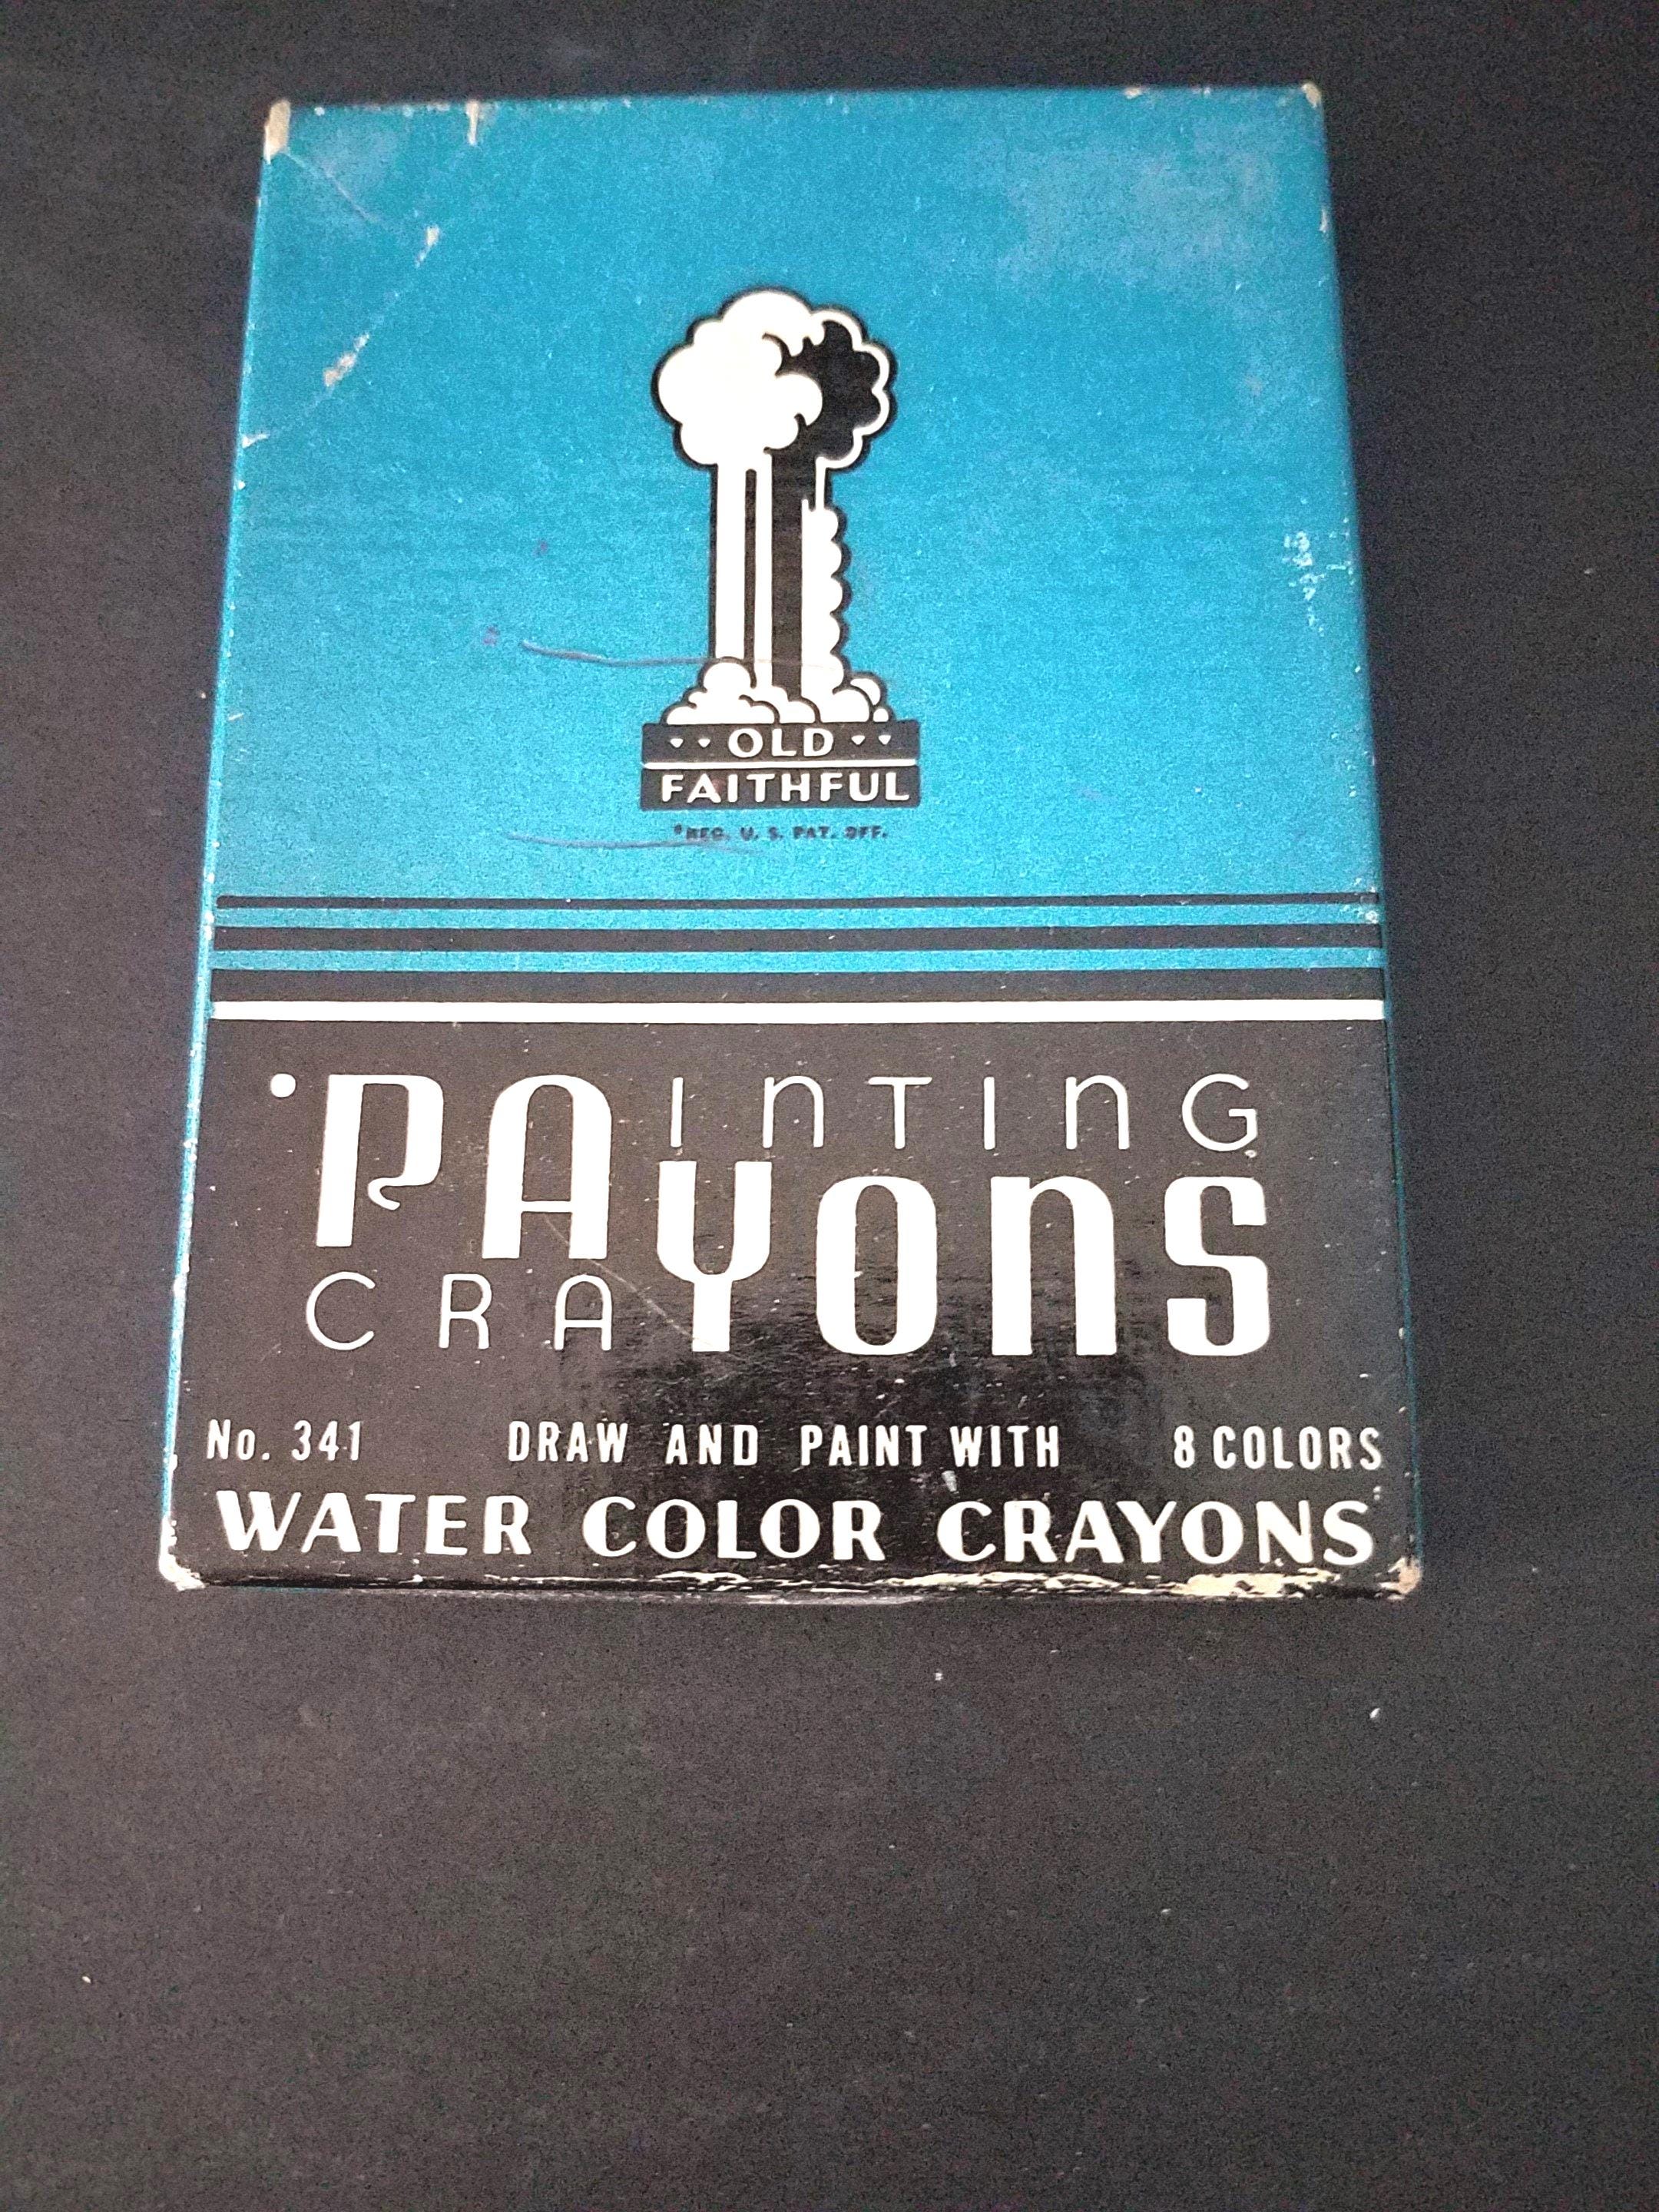 OLD
FAITHFUL
*REG. U. S. PAT. OFF.
PAINTING
CRAYONS
No. 341 DRAW AND PAINT WITH 8 COLORS
WATER COLOR CRAYONS